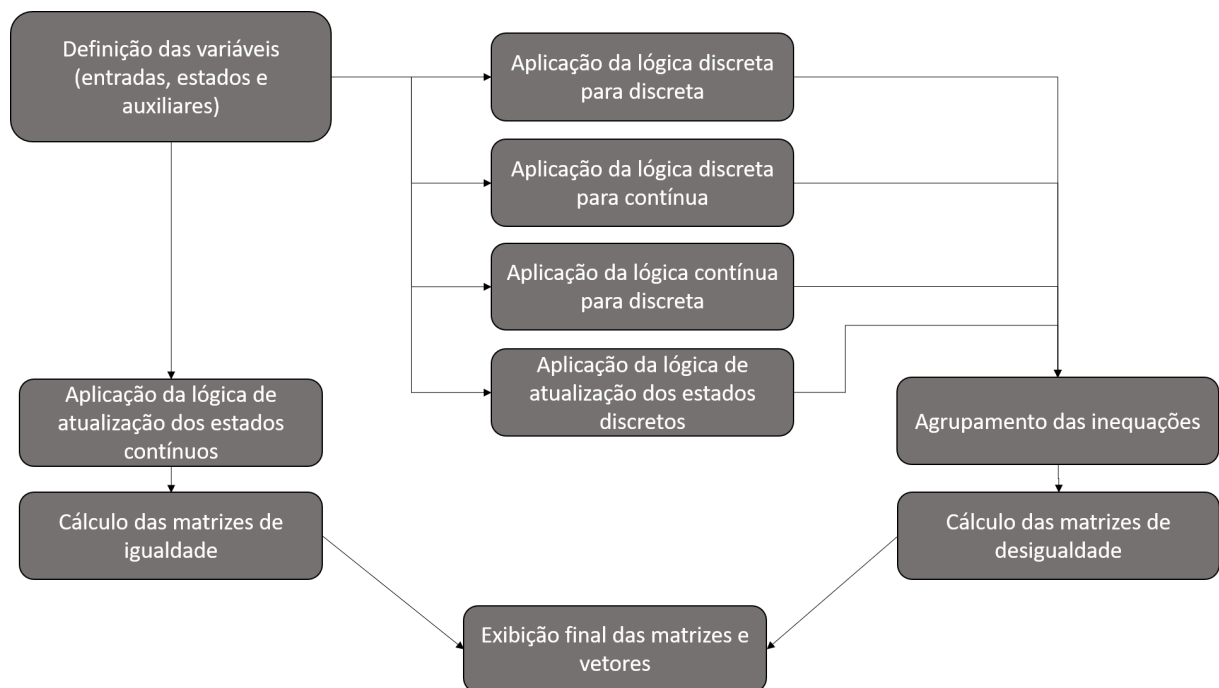 Definição das variáveis
(entradas, estados e
auxiliares)
Aplicação da lógica discreta
para discreta
Aplicação da lógica discreta
para contínua
Aplicação da lógica contínua
para discreta
Aplicação da lógica de
atualização dos estados
discretos
Aplicação da lógica de
atualização dos estados
contínuos
Agrupamento das inequações
Cálculo das matrizes de
igualdade
Cálculo das matrizes de
desigualdade
Exibição final das matrizes e
vetores